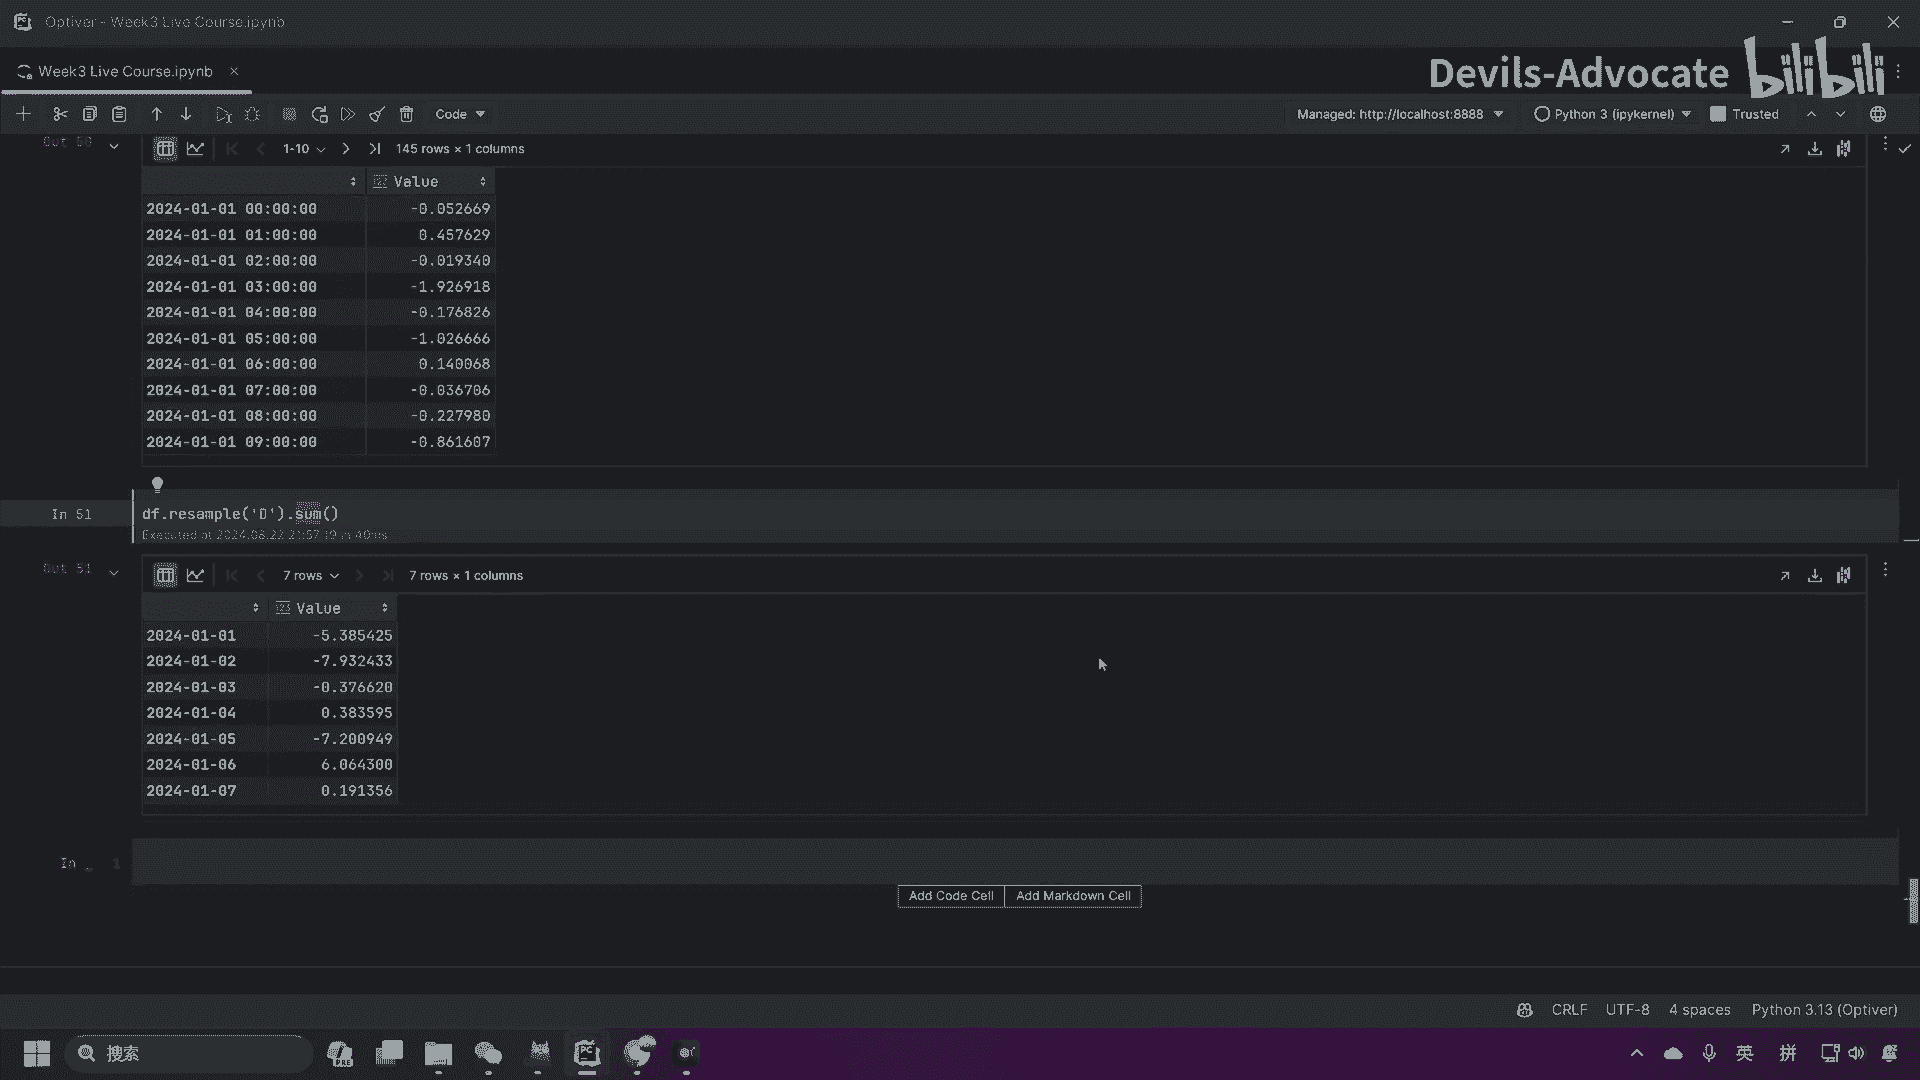 Optiver - Week3 Live Course.ipynb
Week3 Live Course.ipynb
Devils-Advocate bilibili
Code
Managed: http://localhost:8888
Python 3 (ipykernel)
Trusted
Out 50
1-10
145 rows × 1 columns
Value
2024-01-01 00:00:00 -0.052669
2024-01-01 01:00:00 0.457629
2024-01-01 02:00:00 -0.019340
2024-01-01 03:00:00 -1.926918
2024-01-01 04:00:00 -0.176826
2024-01-01 05:00:00 -1.026666
2024-01-01 06:00:00 0.140068
2024-01-01 07:00:00 -0.036706
2024-01-01 08:00:00 -0.227980
2024-01-01 09:00:00 -0.861607
In 51
df.resample('D').sum()
Executed at 2024.08.22 21:57:19 in 40ms
Out 51
7 rows
7 rows × 1 columns
Value
2024-01-01 -5.385425
2024-01-02 -7.932433
2024-01-03 -0.376620
2024-01-04 0.383595
2024-01-05 -7.200949
2024-01-06 6.064300
2024-01-07 0.191356
In _ 1
Add Code Cell
Add Markdown Cell
CRLF UTF-8 4 spaces Python 3.13 (Optiver)
搜索
英 拼